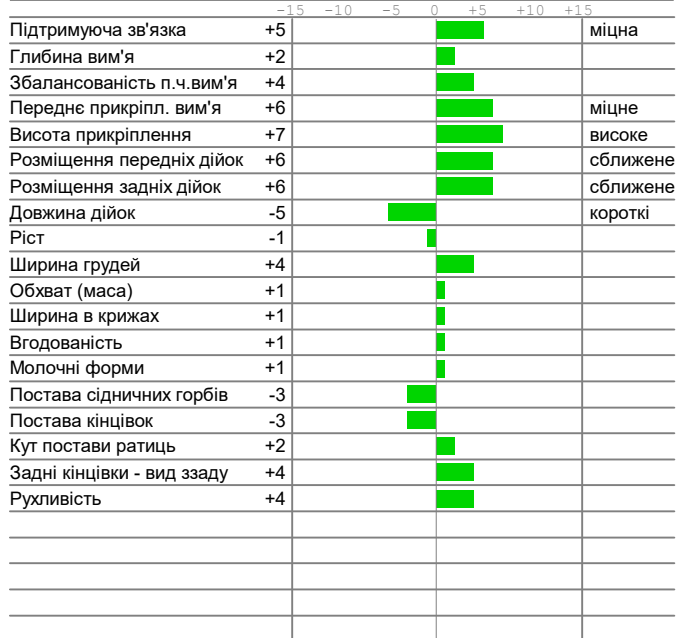 -15 -10 -5 0 +5 +10 +15
Підтримуюча зв'язка +5 міцна
Глибина вим'я +2
Збалансованість п.ч.вим'я +4
Переднє прикріпл. вим'я +6 міцне
Висота прикріплення +7 високе
Розміщення передніх дійок +6 сближене
Розміщення задніх дійок +6 сближене
Довжина дійок -5 короткі
Ріст -1
Ширина грудей +4
Обхват (маса) +1
Ширина в крижах +1
Вгодованість +1
Молочні форми +1
Постава сідничних горбів -3
Постава кінцівок -3
Кут постави ратиць +2
Задні кінцівки - вид ззаду +4
Рухливість +4